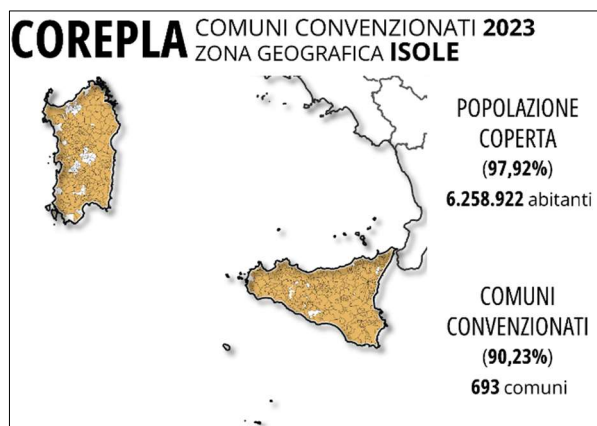 COREPLA COMUNI CONVENZIONATI 2023
ZONA GEOGRAFICA ISOLE
POPOLAZIONE
COPERTA
(97,92%)
6.258.922 abitanti
COMUNI
CONVENZIONATI
(90,23%)
693 comuni